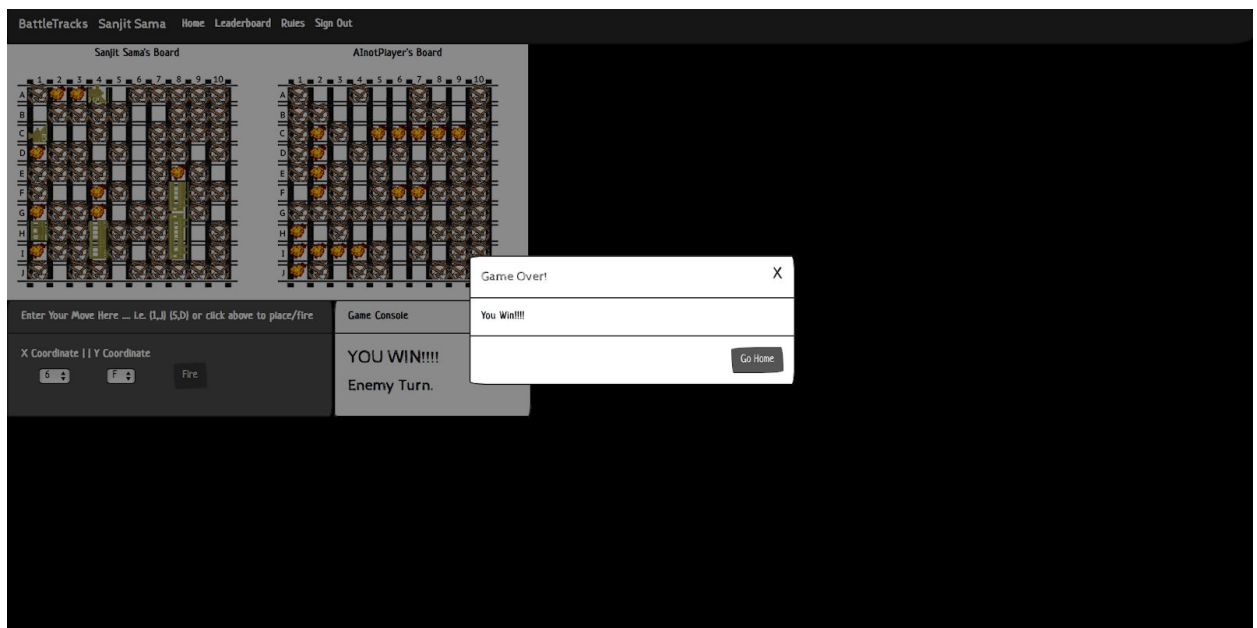 BattleTracks Sanjit Sama Home Leaderboard Rules Sign Out
Sanjit Sama's Board
AInotPlayer's Board
1 2 3 4 5 6 7 8 9 10
A
B
C
D
E
F
G
H
I
J
1 2 3 4 5 6 7 8 9 10
A
B
C
D
E
F
G
H
I
J
Game Over!
X
You Win!!!!
Go Home
Enter Your Move Here .... i.e. (1,J) (5,D) or click above to place/fire
X Coordinate || Y Coordinate
6 F Fire
Game Console
YOU WIN!!!!
Enemy Turn.